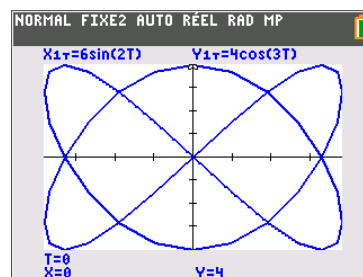 NORMAL FIXE2 AUTO RÉEL RAD MP
X1T=6sin(2T) Y1T=4cos(3T)
T=0
X=0 Y=4